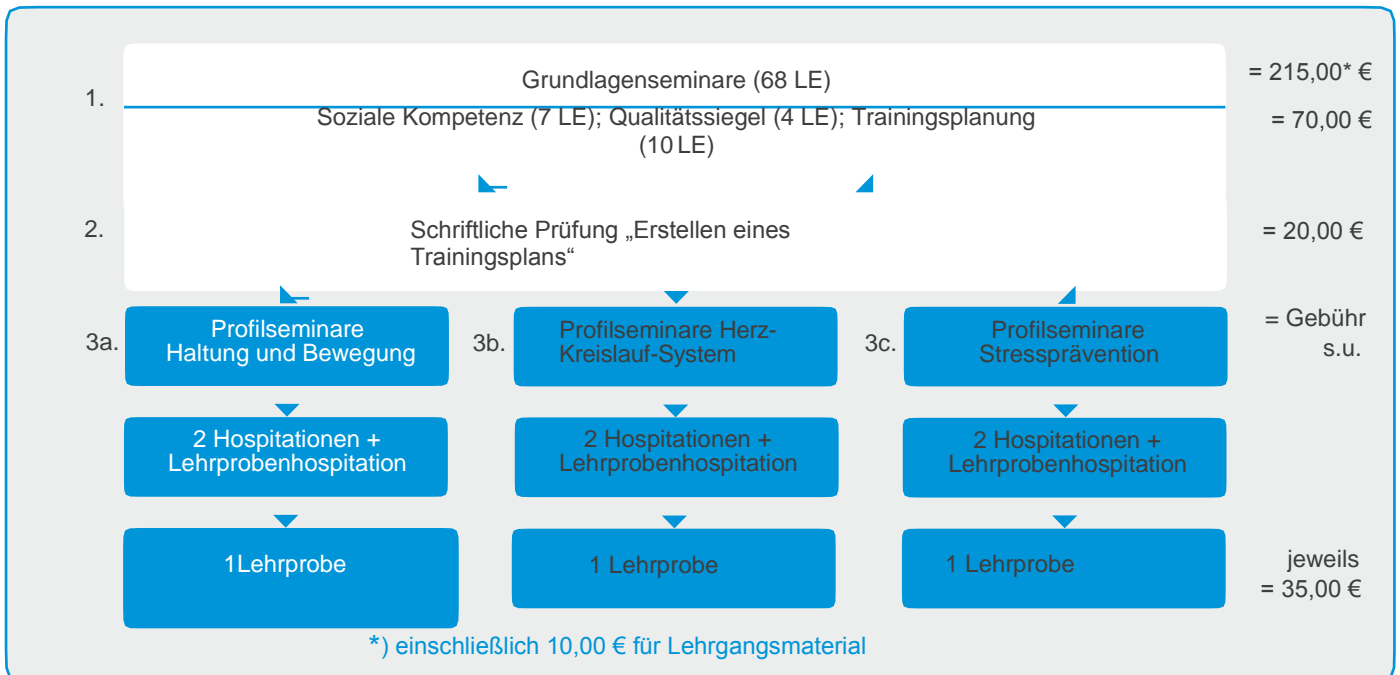 Grundlagenseminare (68 LE)
= 215,00* €
1.
Soziale Kompetenz (7 LE); Qualitätssiegel (4 LE); Trainingsplanung
(10 LE)
= 70,00 €
2.
Schriftliche Prüfung „Erstellen eines
Trainingsplans“
= 20,00 €
3a.
Profilseminare
Haltung und Bewegung
3b.
Profilseminare Herz-
Kreislauf-System
3c.
Profilseminare
Stressprävention
= Gebühr
s.u.
2 Hospitationen +
Lehrprobenhospitation
2 Hospitationen +
Lehrprobenhospitation
2 Hospitationen +
Lehrprobenhospitation
1Lehrprobe
1 Lehrprobe
1 Lehrprobe
jeweils
= 35,00 €
*) einschließlich 10,00 € für Lehrgangsmaterial